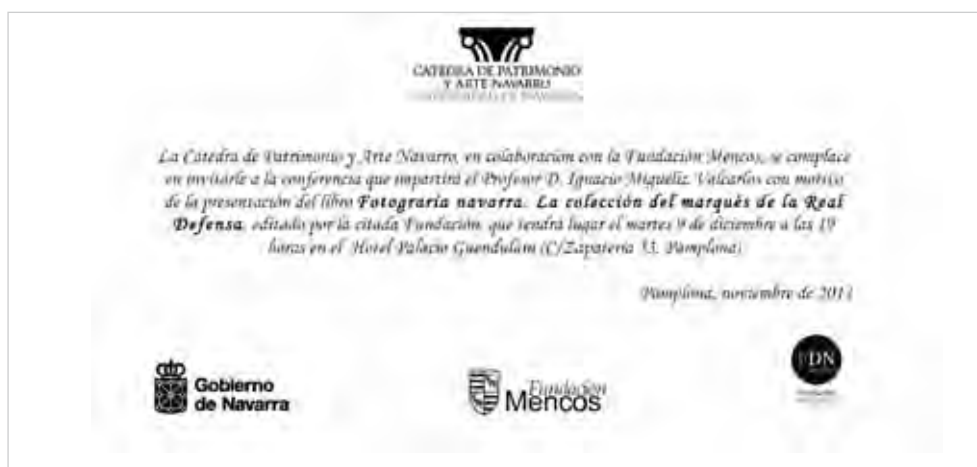 CÁTEDRA DE PATRIMONIO
Y ARTE NAVARRO
La Cátedra de Patrimonio y Arte Navarro, en colaboración con la Fundación Mencos, se complace
en invitarle a la conferencia que impartirá el Profesor D. Ignacio Miguéliz Valcarlos con motivo
de la presentación del libro Fotografía navarra. La colección del marqués de la Real
Defensa, editado por la citada Fundación, que tendrá lugar el martes 9 de diciembre a las 19
horas en el Hotel Palacio Guendulain (C/Zapatería 53, Pamplona)
Pamplona, noviembre de
Gobierno
de Navarra
Fundación
Mencos
FDN